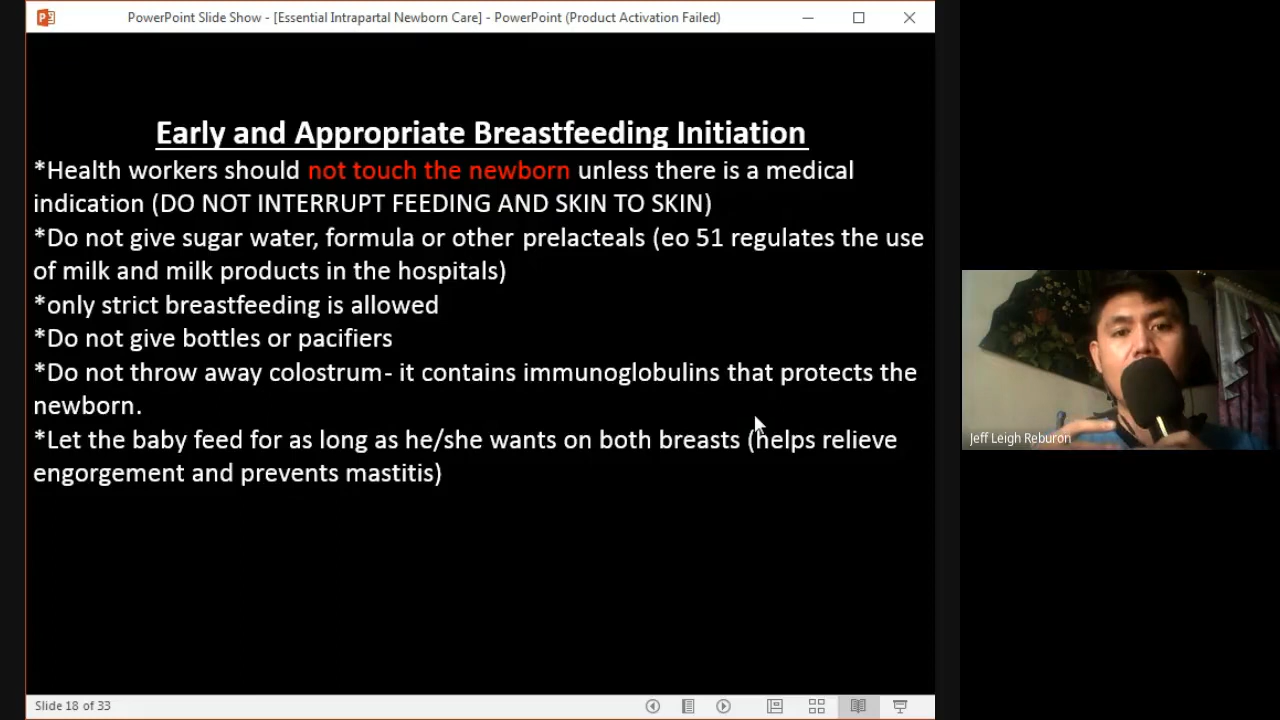 PowerPoint Slide Show - [Essential Intrapartal Newborn Care] - PowerPoint (Product Activation Failed)
Early and Appropriate Breastfeeding Initiation
*Health workers should not touch the newborn unless there is a medical
indication (DO NOT INTERRUPT FEEDING AND SKIN TO SKIN)
*Do not give sugar water, formula or other prelacteals (eo 51 regulates the use
of milk and milk products in the hospitals)
*only strict breastfeeding is allowed
*Do not give bottles or pacifiers
*Do not throw away colostrum- it contains immunoglobulins that protects the
newborn.
*Let the baby feed for as long as he/she wants on both breasts (helps relieve
engorgement and prevents mastitis)
Jeff Leigh Reburon
Slide 18 of 33